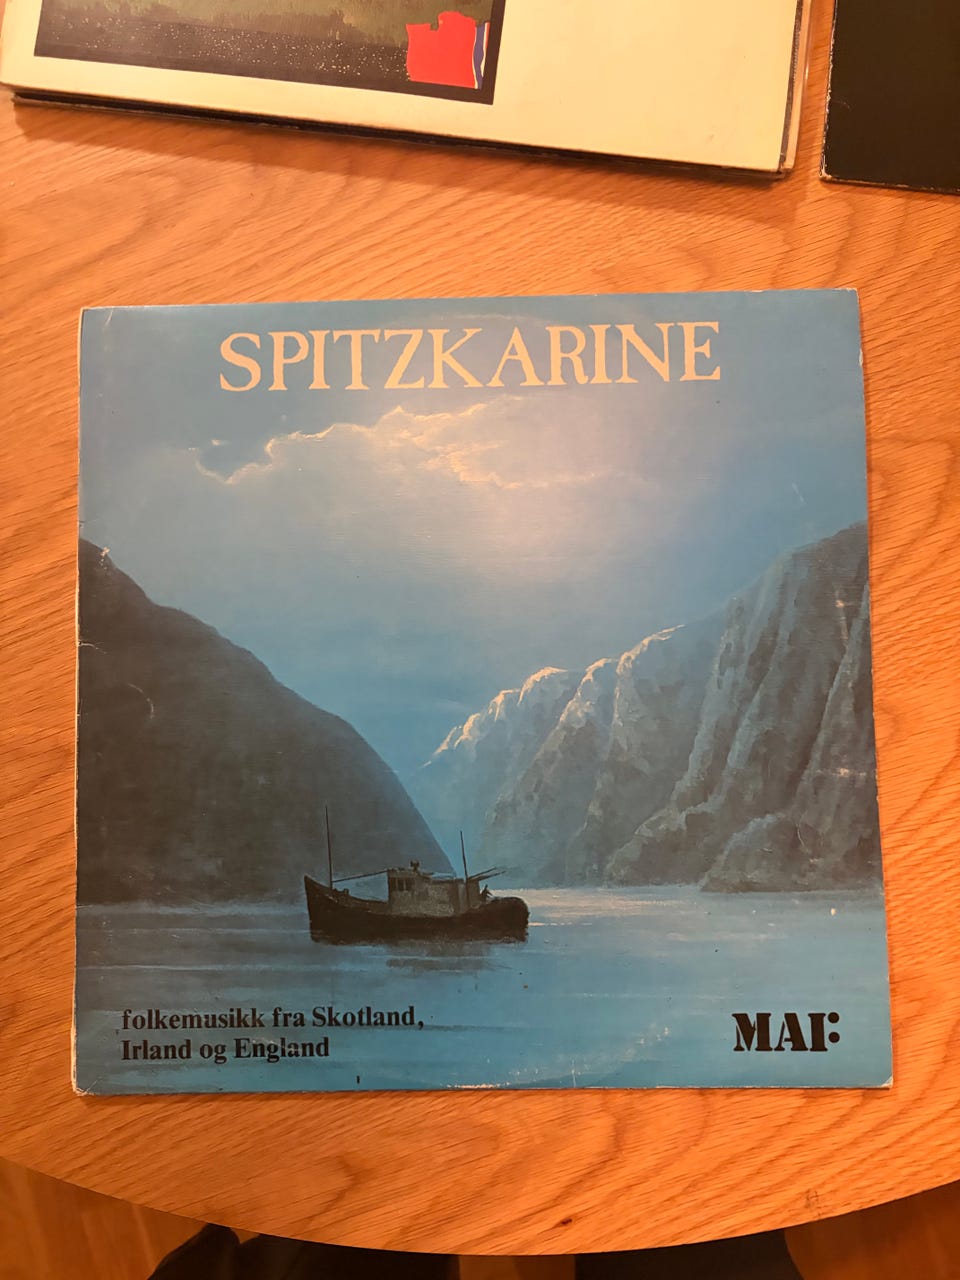 SPITZKARINE
folkemusikk fra Skotland,
Irland og England
MAI: